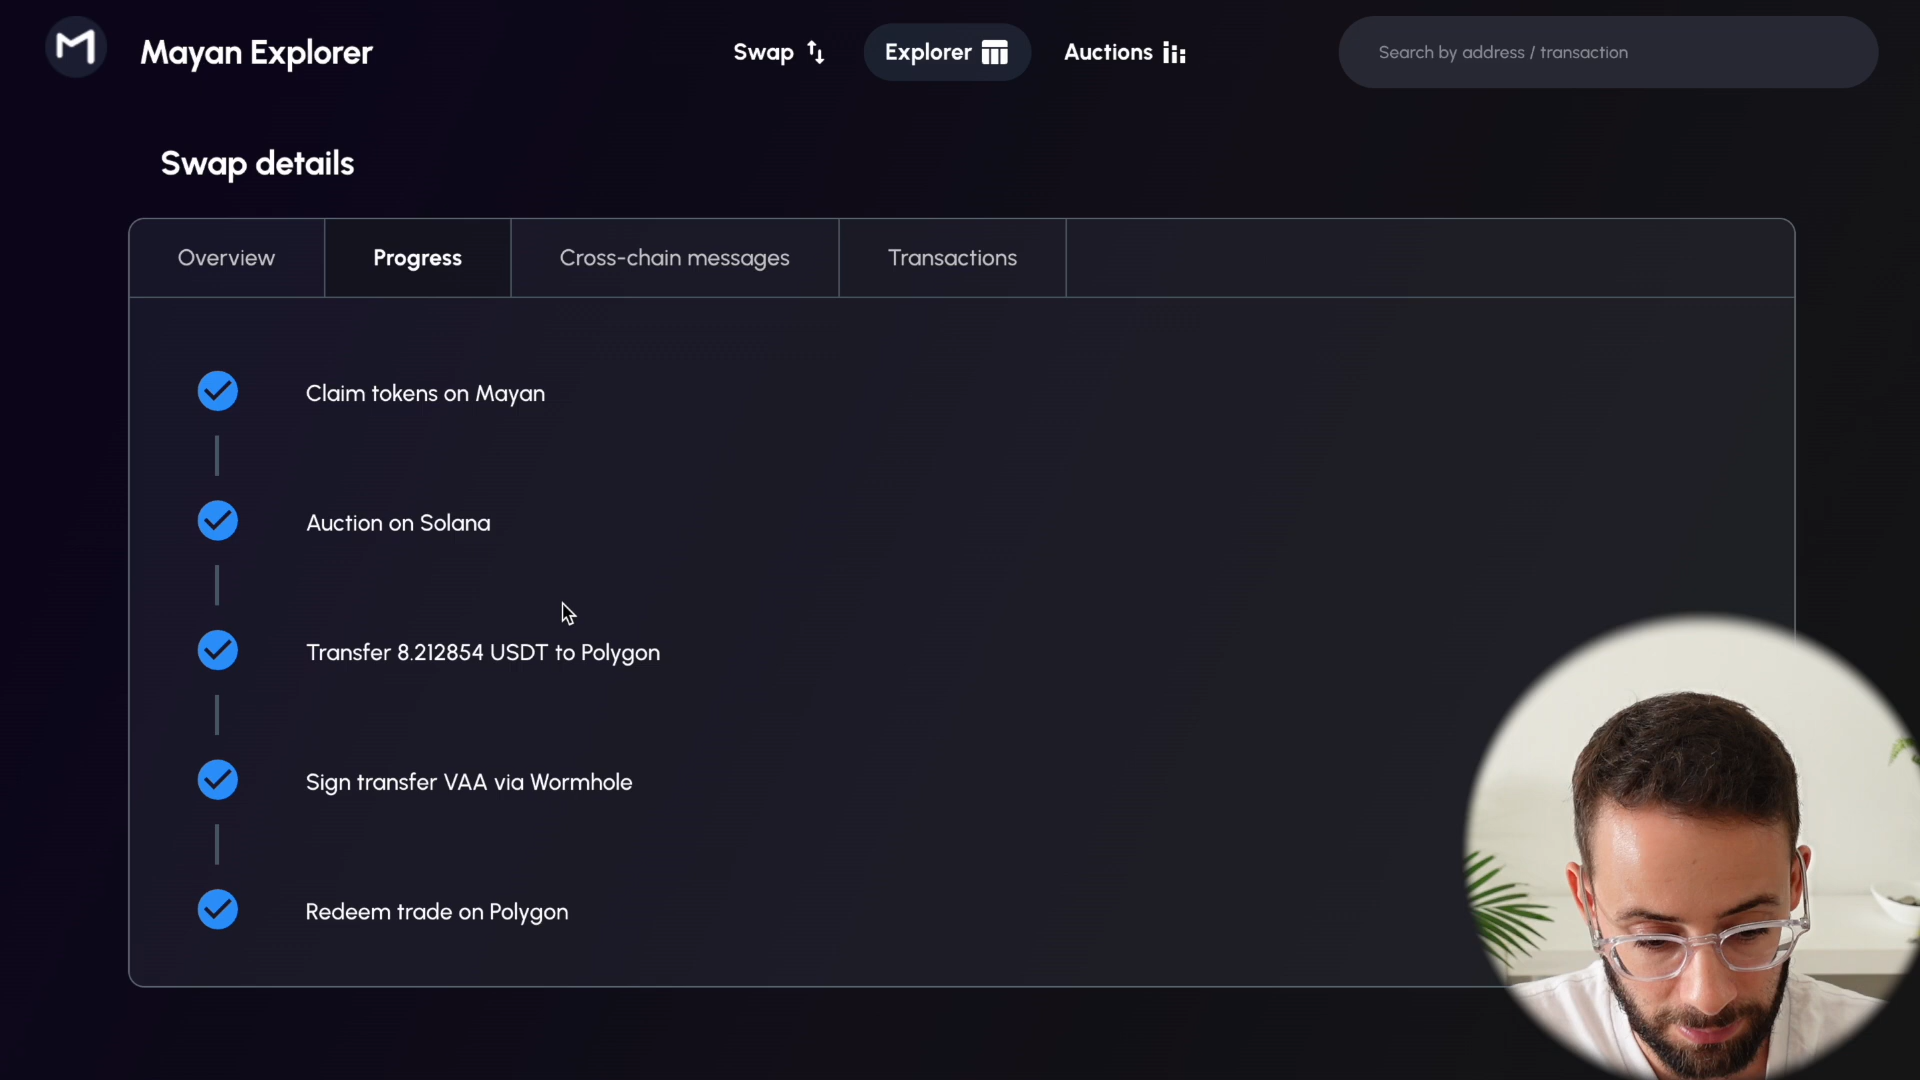 Mayan Explorer
Swap
Explorer
Auctions
Search by address / transaction
Swap details
Overview
Progress
Cross-chain messages
Transactions
Claim tokens on Mayan
Auction on Solana
Transfer 8.212854 USDT to Polygon
Sign transfer VAA via Wormhole
Redeem trade on Polygon